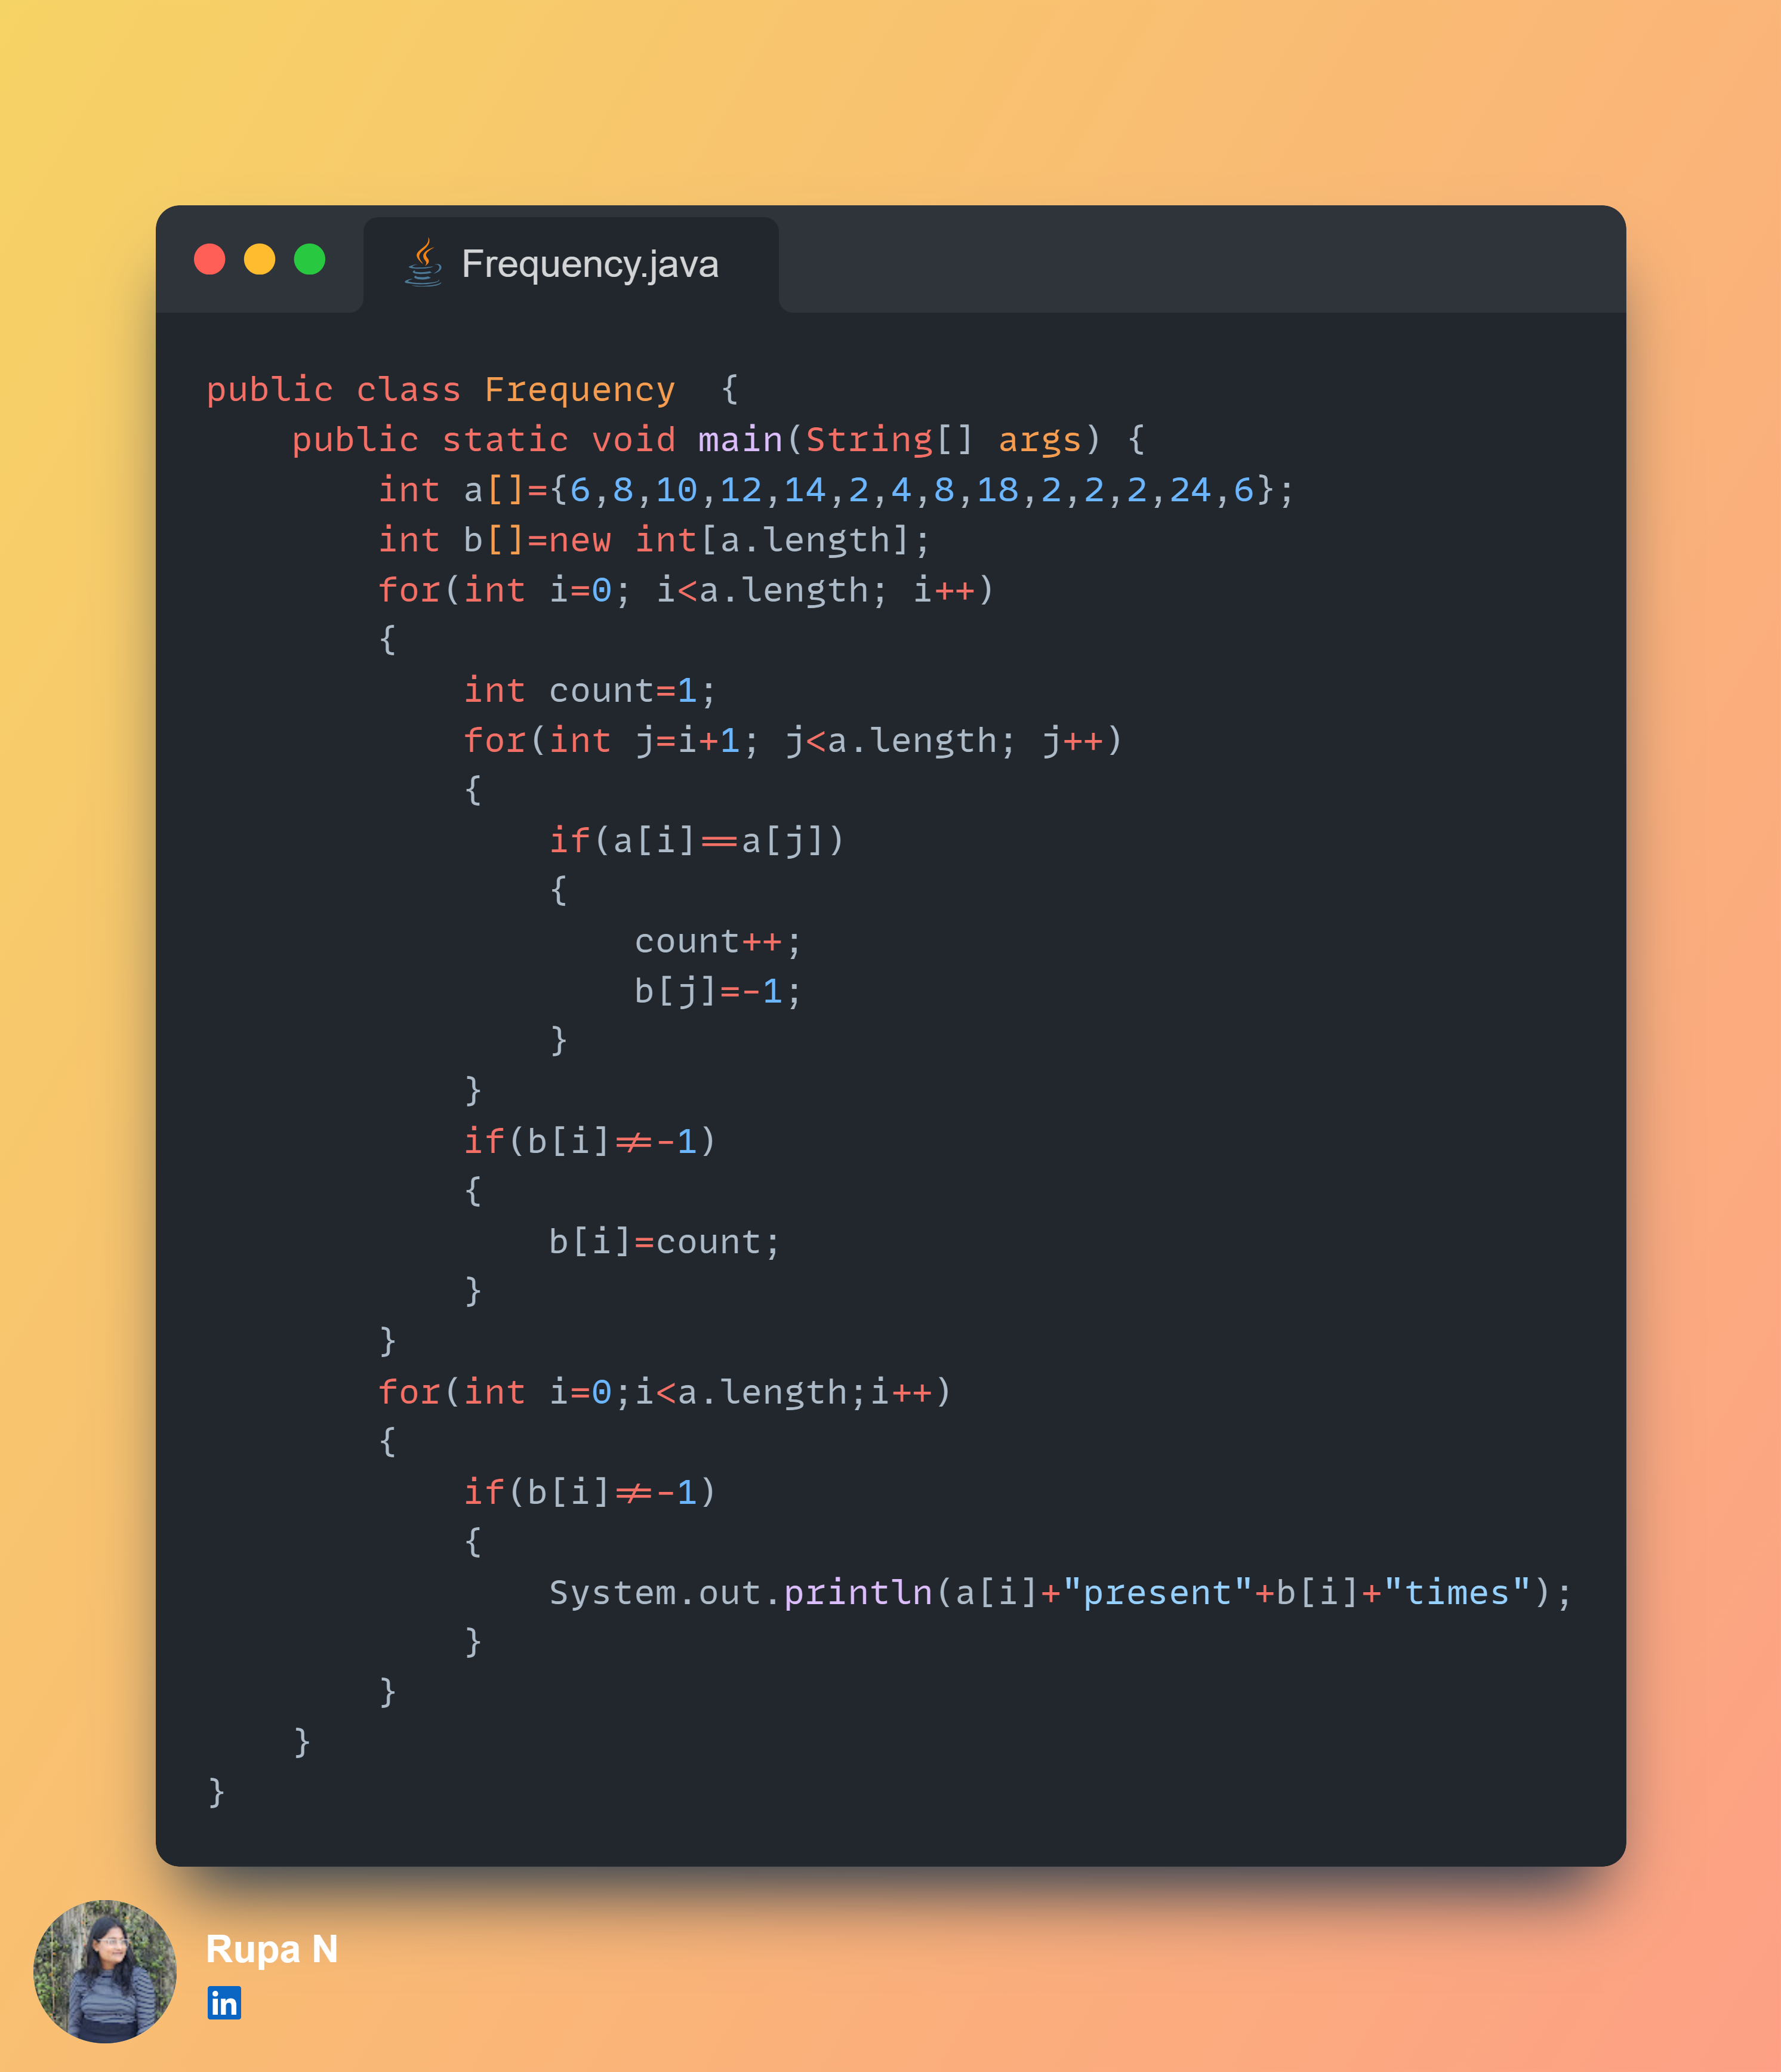 Frequency.java
public class Frequency  {
    public static void main(String[] args) {
        int a[]={6,8,10,12,14,2,4,8,18,2,2,2,24,6};
        int b[]=new int[a.length];
        for(int i=0; i<a.length; i++)
        {
            int count=1;
            for(int j=i+1; j<a.length; j++)
            {
                if(a[i]==a[j])
                {
                    count++;
                    b[j]=-1;
                }
            }
            if(b[i]!=-1)
            {
                b[i]=count;
            }
        }
        for(int i=0;i<a.length;i++)
        {
            if(b[i]!=-1)
            {
                System.out.println(a[i]+"present"+b[i]+"times");
            }
        }
    }
}
Rupa N
in